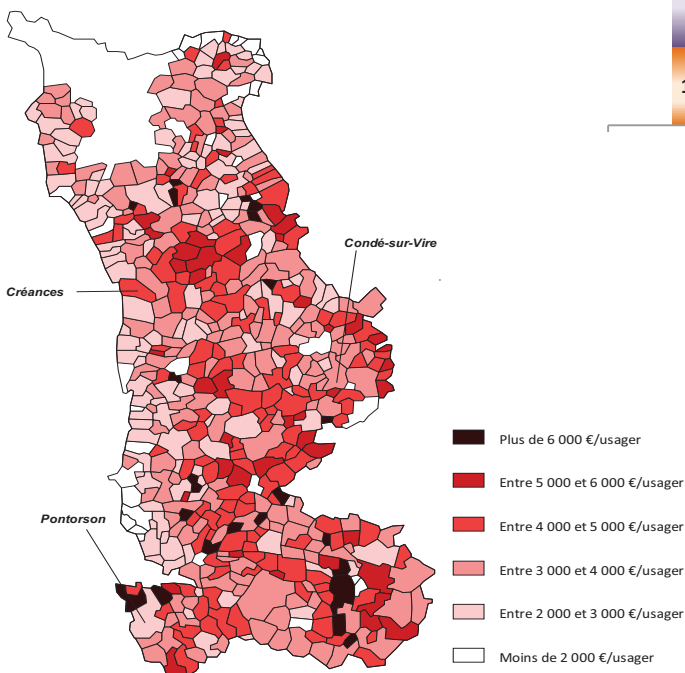 Condé-sur-Vire
Créances
Pontorson
Plus de 6 000 €/usager
Entre 5 000 et 6 000 €/usager
Entre 4 000 et 5 000 €/usager
Entre 3 000 et 4 000 €/usager
Entre 2 000 et 3 000 €/usager
Moins de 2 000 €/usager